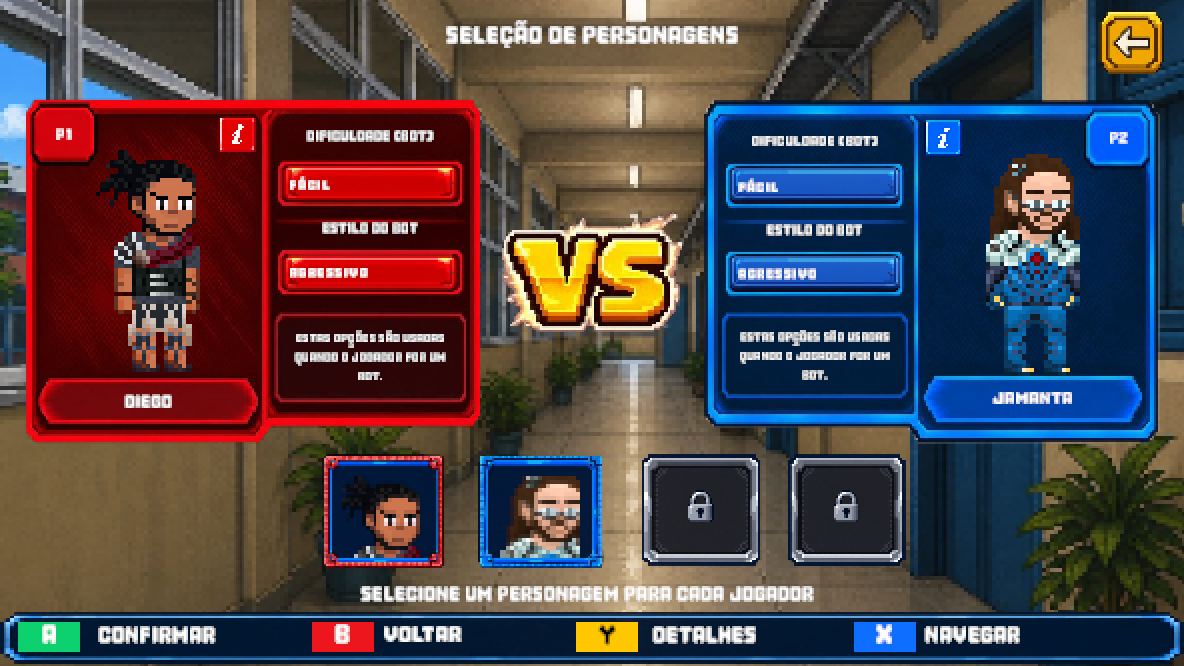 SELEÇÃO DE PERSONAGENS
P1
i
DIFICULDADE (BOT)
FÁCIL
ESTILO DO BOT
AGRESSIVO
ESTAS OPÇÕES SÃO USADAS
QUANDO O JOGADOR FOR UM
BOT.
DIEGO
VS
DIFICULDADE (BOT)
FÁCIL
ESTILO DO BOT
AGRESSIVO
ESTAS OPÇÕES SÃO USADAS
QUANDO O JOGADOR FOR UM
BOT.
i
P2
JAMANTA
SELECIONE UM PERSONAGEM PARA CADA JOGADOR
A CONFIRMAR B VOLTAR Y DETALHES X NAVEGAR